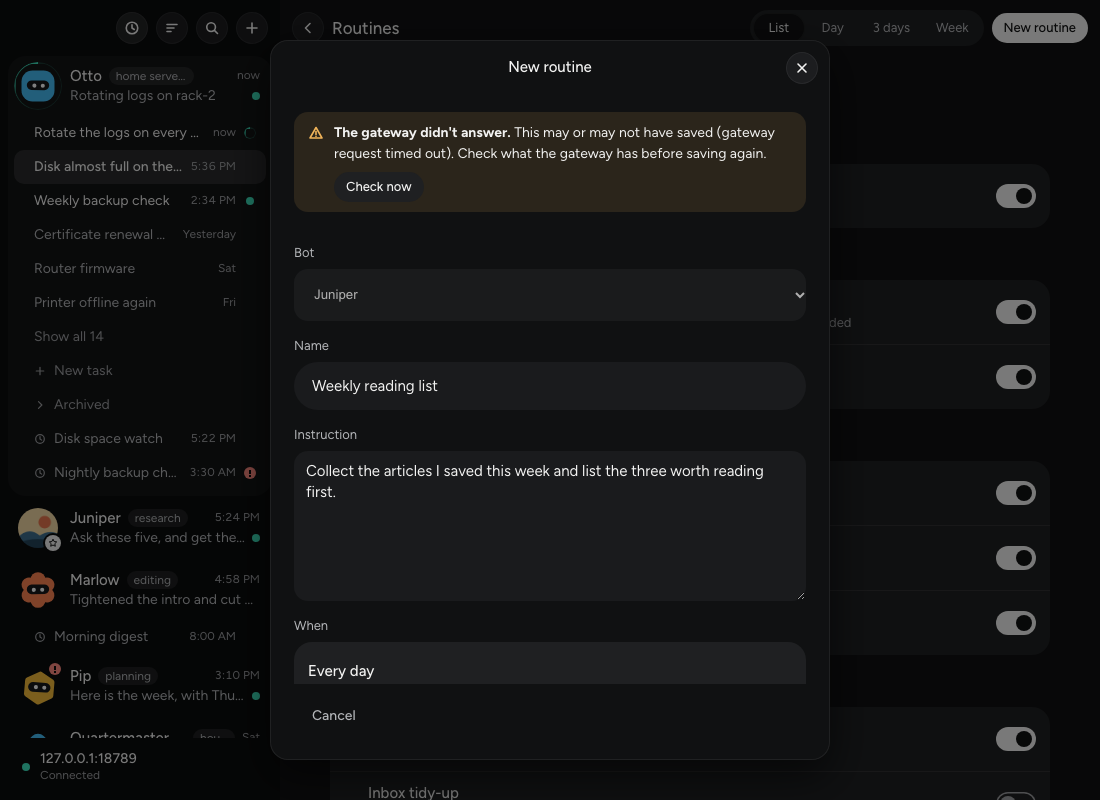 Routines
List
Day
3 days
Week
New routine
Otto
home serve...
now
Rotating logs on rack-2
Rotate the logs on every ...
now
Disk almost full on the...
5:36 PM
Weekly backup check
2:34 PM
Certificate renewal ...
Yesterday
Router firmware
Sat
Printer offline again
Fri
Show all 14
New task
Archived
Disk space watch
5:22 PM
Nightly backup ch...
3:30 AM
Juniper
research
5:24 PM
Ask these five, and get the...
Marlow
editing
4:58 PM
Tightened the intro and cut ...
Morning digest
8:00 AM
Pip
planning
3:10 PM
Here is the week, with Thu...
Quartermaster
Sat
127.0.0.1:18789
Connected
New routine
The gateway didn't answer. This may or may not have saved (gateway
request timed out). Check what the gateway has before saving again.
Check now
Bot
Juniper
Name
Weekly reading list
Instruction
Collect the articles I saved this week and list the three worth reading
first.
When
Every day
Cancel
ded
Inbox tidy-up